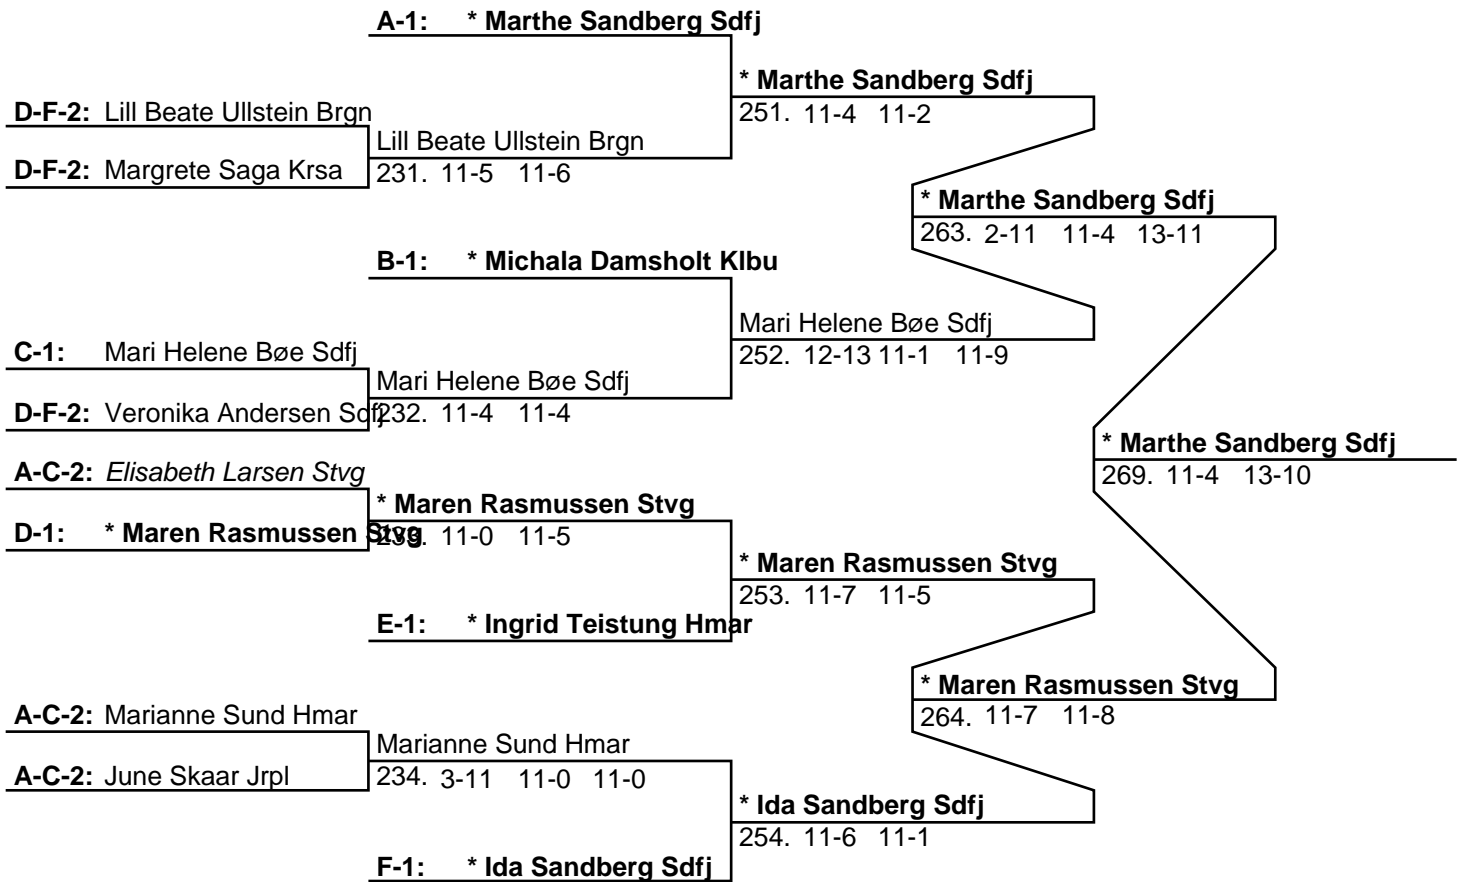 A-1: * Marthe Sandberg Sdfj
* Marthe Sandberg Sdfj
251. 11-4 11-2
D-F-2: Lill Beate Ullstein Brgn
Lill Beate Ullstein Brgn
231. 11-5 11-6
D-F-2: Margrete Saga Krsa
* Marthe Sandberg Sdfj
263. 2-11 11-4 13-11
B-1: * Michala Damsholt Klbu
Mari Helene Bøe Sdfj
252. 12-13 11-1 11-9
C-1: Mari Helene Bøe Sdfj
Mari Helene Bøe Sdfj
232. 11-4 11-4
D-F-2: Veronika Andersen Sdfj
* Marthe Sandberg Sdfj
269. 11-4 13-10
A-C-2: Elisabeth Larsen Stvg
* Maren Rasmussen Stvg
233. 11-0 11-5
D-1: * Maren Rasmussen Stvg
* Maren Rasmussen Stvg
253. 11-7 11-5
E-1: * Ingrid Teistung Hmar
* Maren Rasmussen Stvg
264. 11-7 11-8
A-C-2: Marianne Sund Hmar
Marianne Sund Hmar
234. 3-11 11-0 11-0
A-C-2: June Skaar Jrpl
* Ida Sandberg Sdfj
254. 11-6 11-1
F-1: * Ida Sandberg Sdfj